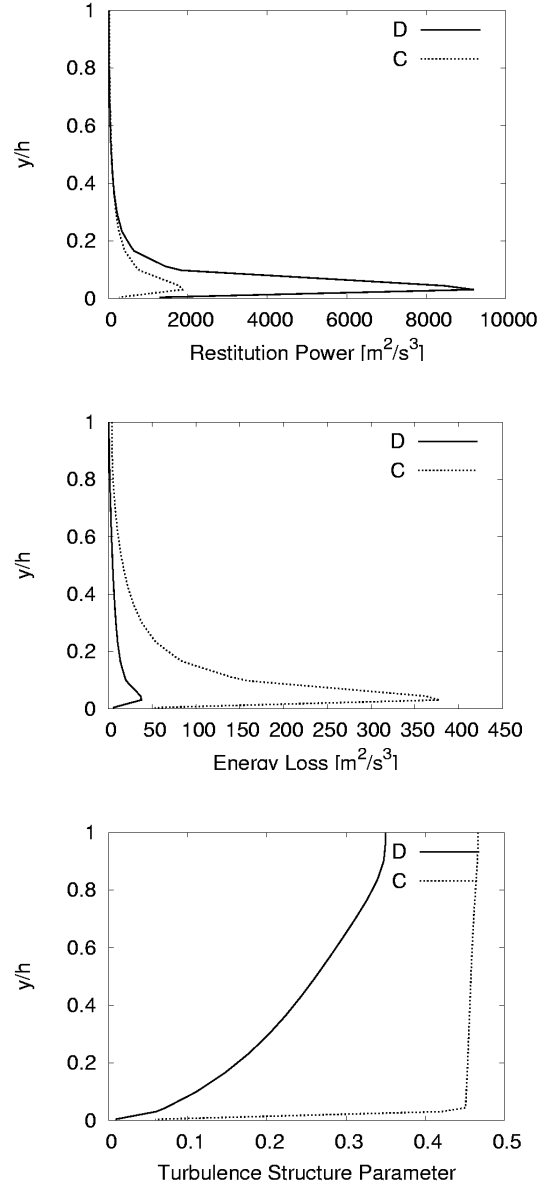 1
D
C
0.8
0.6
y/h
0.4
0.2
0
0 2000 4000 6000 8000 10000
Restitution Power [m²/s³]
1
D
C
0.8
0.6
y/h
0.4
0.2
0
0 50 100 150 200 250 300 350 400 450
Energy Loss [m²/s³]
1
D
C
0.8
0.6
y/h
0.4
0.2
0
0 0.1 0.2 0.3 0.4 0.5
Turbulence Structure Parameter